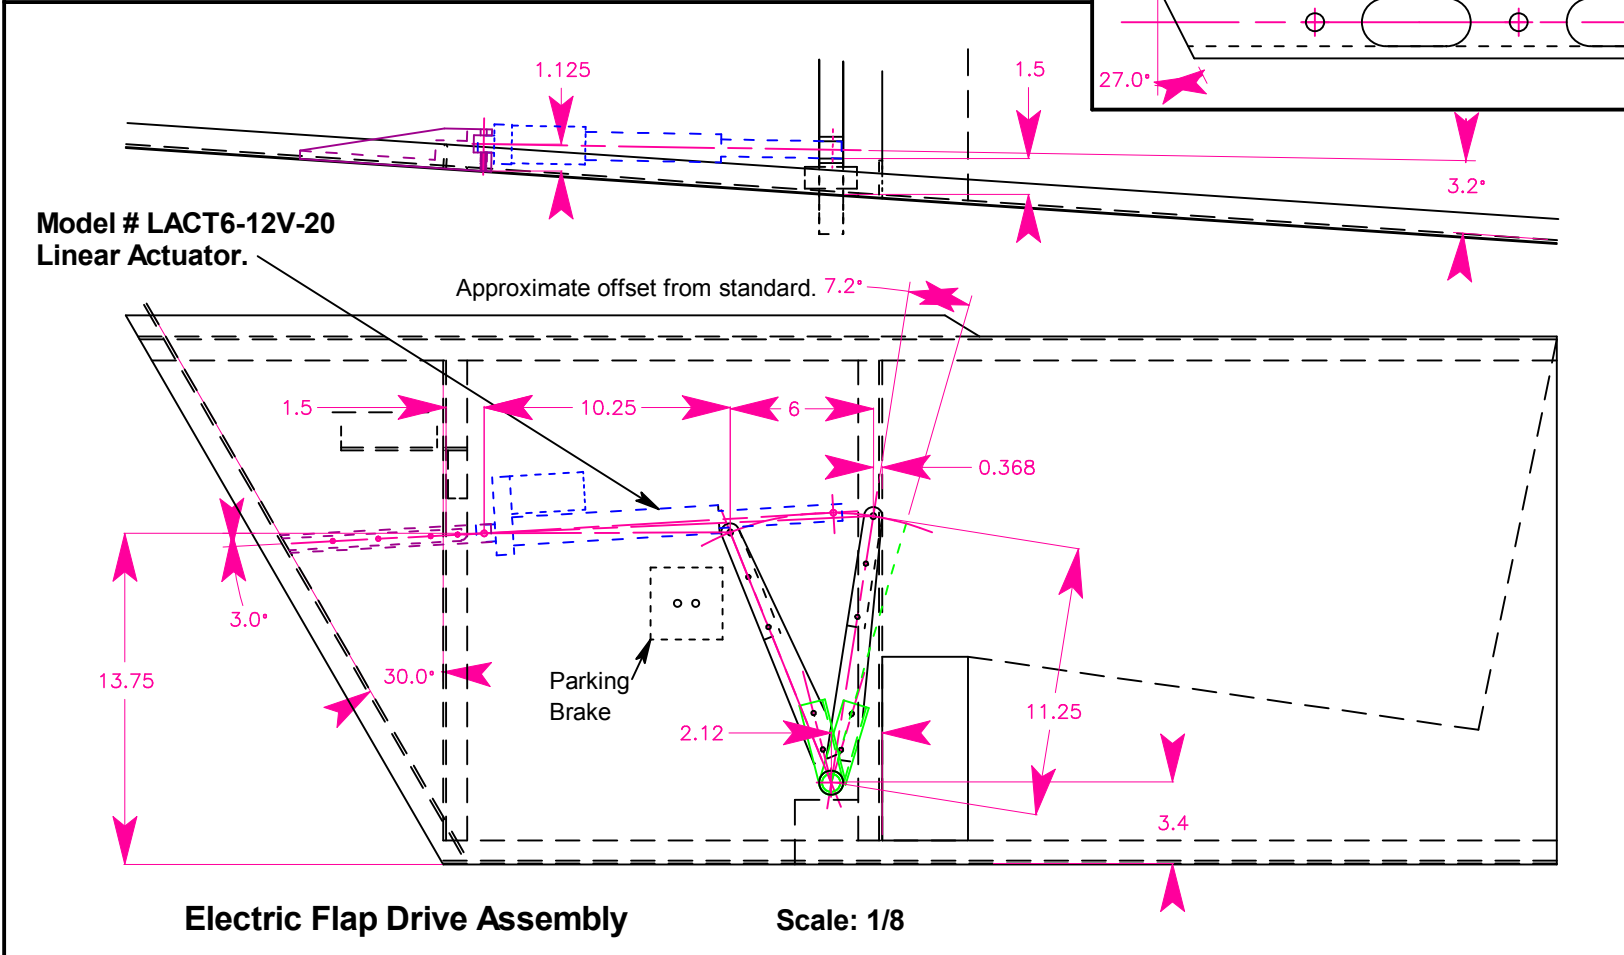 1.125
1.5
27.0°
3.2°
Model # LACT6-12V-20
Linear Actuator.
Approximate offset from standard. 7.2°
1.5
10.25
6
0.368
3.0°
13.75
30.0°
Parking
Brake
2.12
11.25
3.4
Electric Flap Drive Assembly
Scale: 1/8